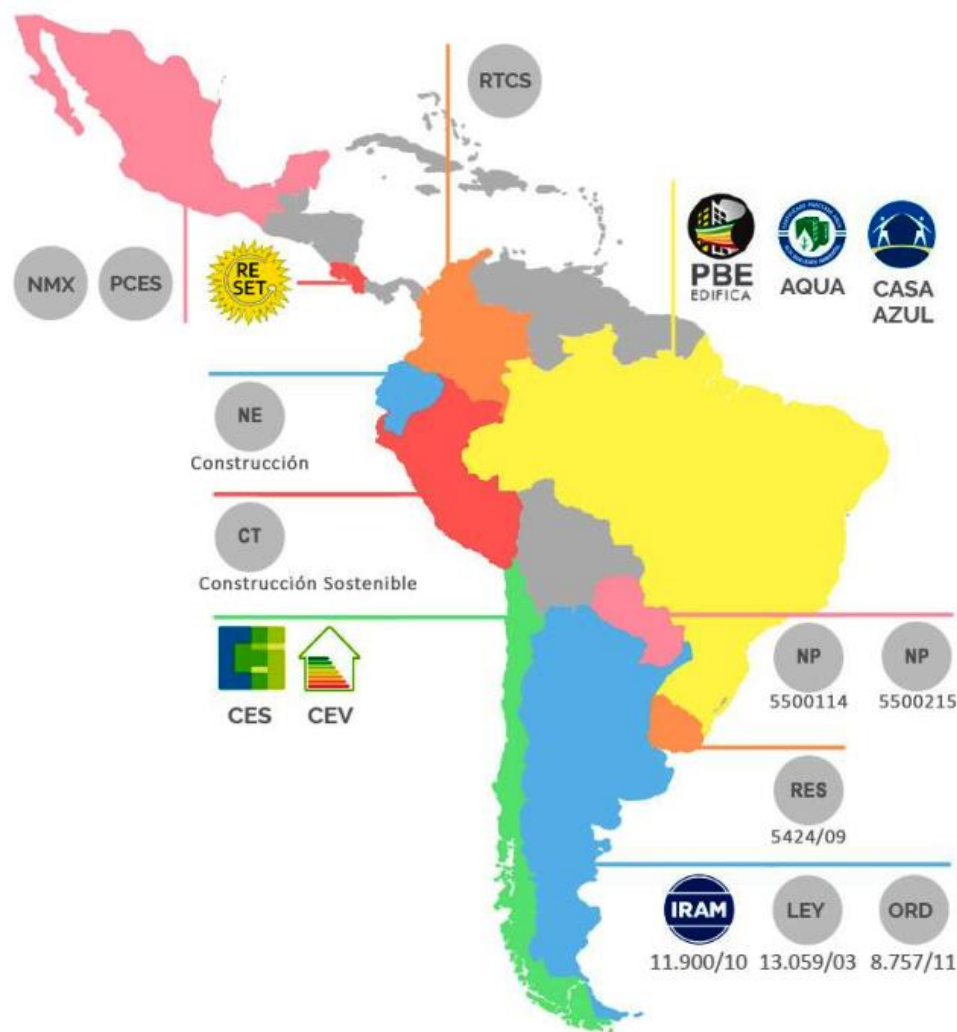 RTCS
NMX
PCES
RE
SET
PBE
EDIFICA
AQUA
CASA
AZUL
NE
Construcción
CT
Construcción Sostenible
CES
CEV
NP
5500114
NP
5500215
RES
5424/09
IRAM
11.900/10
LEY
13.059/03
ORD
8.757/11